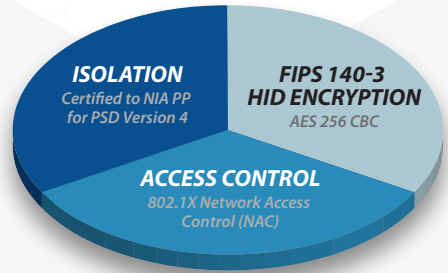 ISOLATION
Certified to NIA PP
for PSD Version 4
FIPS 140-3
HID ENCRYPTION
AES 256 CBC
ACCESS CONTROL
802.1X Network Access
Control (NAC)